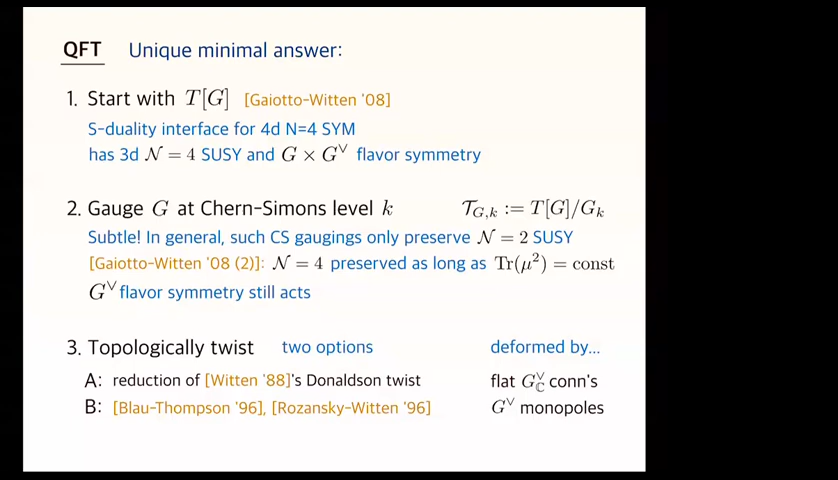 QFT Unique minimal answer:
1. Start with T[G] [Gaiotto-Witten '08]
S-duality interface for 4d N=4 SYM
has 3d 𝒩 = 4 SUSY and G × G^∨ flavor symmetry
2. Gauge G at Chern-Simons level k 𝒯_{G,k} := T[G]/G_k
Subtle! In general, such CS gaugings only preserve 𝒩 = 2 SUSY
[Gaiotto-Witten '08 (2)]: 𝒩 = 4 preserved as long as Tr(μ²) = const
G^∨ flavor symmetry still acts
3. Topologically twist two options deformed by...
A: reduction of [Witten '88]'s Donaldson twist flat G_ℂ^∨ conn's
B: [Blau-Thompson '96], [Rozansky-Witten '96] G^∨ monopoles